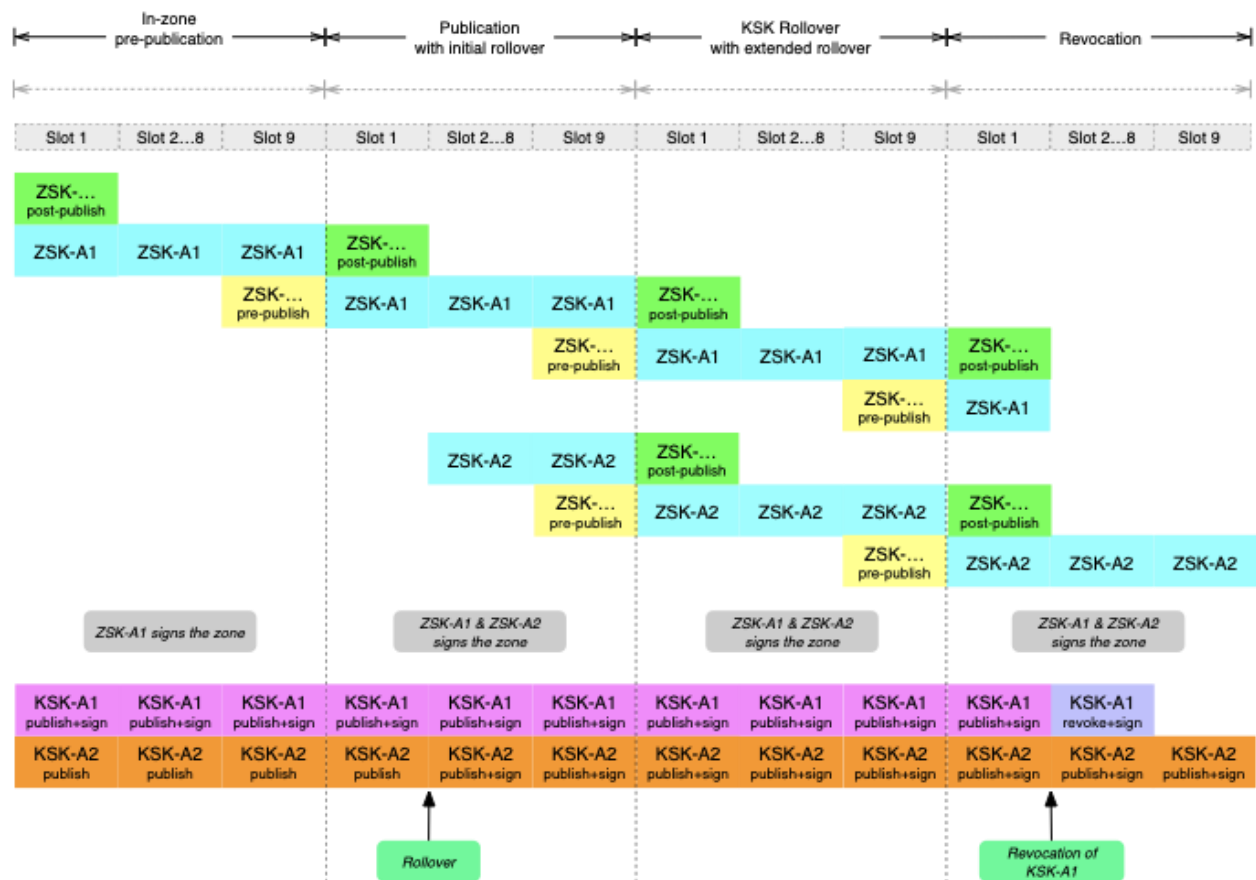 In-zone
pre-publication
Publication
with initial rollover
KSK Rollover
with extended rollover
Revocation
Slot 1 Slot 2...8 Slot 9 Slot 1 Slot 2...8 Slot 9 Slot 1 Slot 2...8 Slot 9 Slot 1 Slot 2...8 Slot 9
ZSK-...
post-publish
ZSK-A1 ZSK-A1 ZSK-A1 ZSK-...
post-publish
ZSK-...
pre-publish
ZSK-A1 ZSK-A1 ZSK-A1 ZSK-...
post-publish
ZSK-...
pre-publish
ZSK-A1 ZSK-A1 ZSK-A1 ZSK-...
post-publish
ZSK-...
pre-publish
ZSK-A1
ZSK-A2 ZSK-A2 ZSK-...
post-publish
ZSK-...
pre-publish
ZSK-A2 ZSK-A2 ZSK-A2 ZSK-...
post-publish
ZSK-...
pre-publish
ZSK-A2 ZSK-A2 ZSK-A2
ZSK-A1 signs the zone
ZSK-A1 & ZSK-A2
signs the zone
ZSK-A1 & ZSK-A2
signs the zone
ZSK-A1 & ZSK-A2
signs the zone
KSK-A1 KSK-A1 KSK-A1 KSK-A1 KSK-A1 KSK-A1 KSK-A1 KSK-A1 KSK-A1 KSK-A1 KSK-A1
publish+sign publish+sign publish+sign publish+sign publish+sign publish+sign publish+sign publish+sign publish+sign publish+sign revoke+sign
KSK-A2 KSK-A2 KSK-A2 KSK-A2 KSK-A2 KSK-A2 KSK-A2 KSK-A2 KSK-A2 KSK-A2 KSK-A2 KSK-A2
publish publish publish publish publish+sign publish+sign publish+sign publish+sign publish+sign publish+sign publish+sign publish+sign
Rollover
Revocation of
KSK-A1